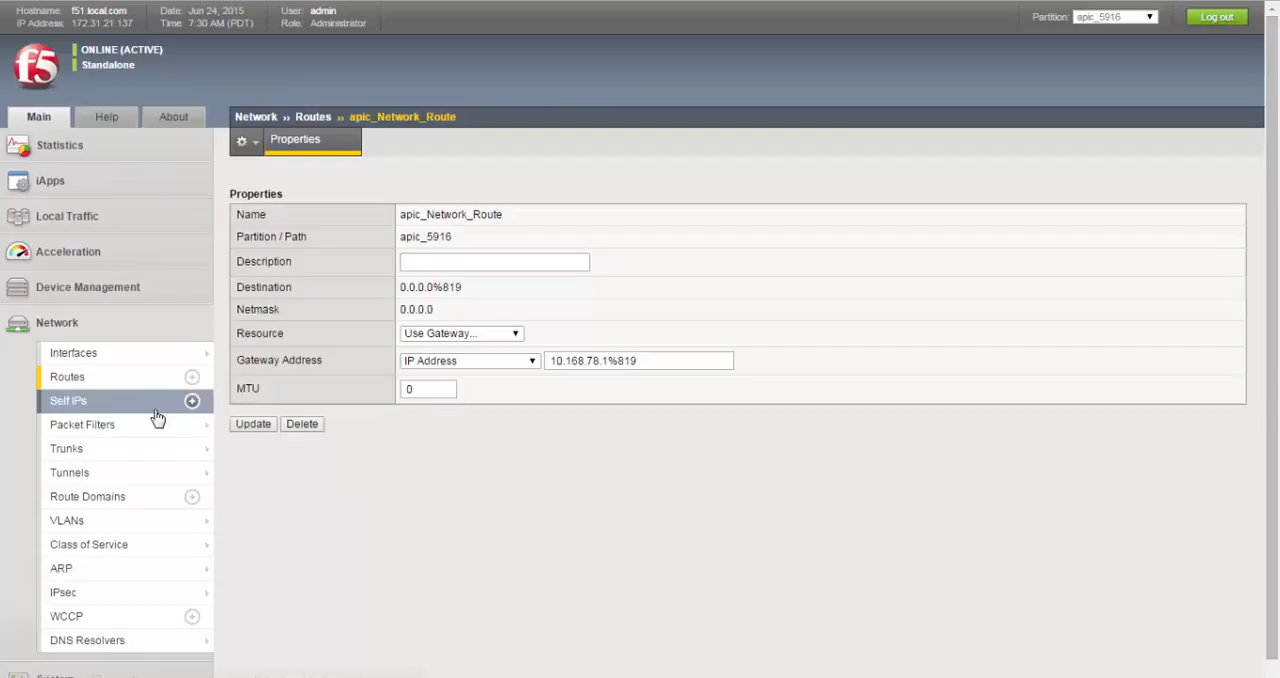 Hostname: f51.local.com Date: Jun 24, 2015 User: admin
IP Address: 172.31.21.137 Time: 7:30 AM (PDT) Role: Administrator
Partition: apic_5916 Log out
f5
ONLINE (ACTIVE)
Standalone
Main Help About
Network ›› Routes ›› apic_Network_Route
Properties
Statistics
iApps
Local Traffic
Acceleration
Device Management
Network
Interfaces
Routes
Self IPs
Packet Filters
Trunks
Tunnels
Route Domains
VLANs
Class of Service
ARP
IPsec
WCCP
DNS Resolvers
Properties
Name apic_Network_Route
Partition / Path apic_5916
Description
Destination 0.0.0.0%819
Netmask 0.0.0.0
Resource Use Gateway...
Gateway Address IP Address 10.168.78.1%819
MTU 0
Update Delete